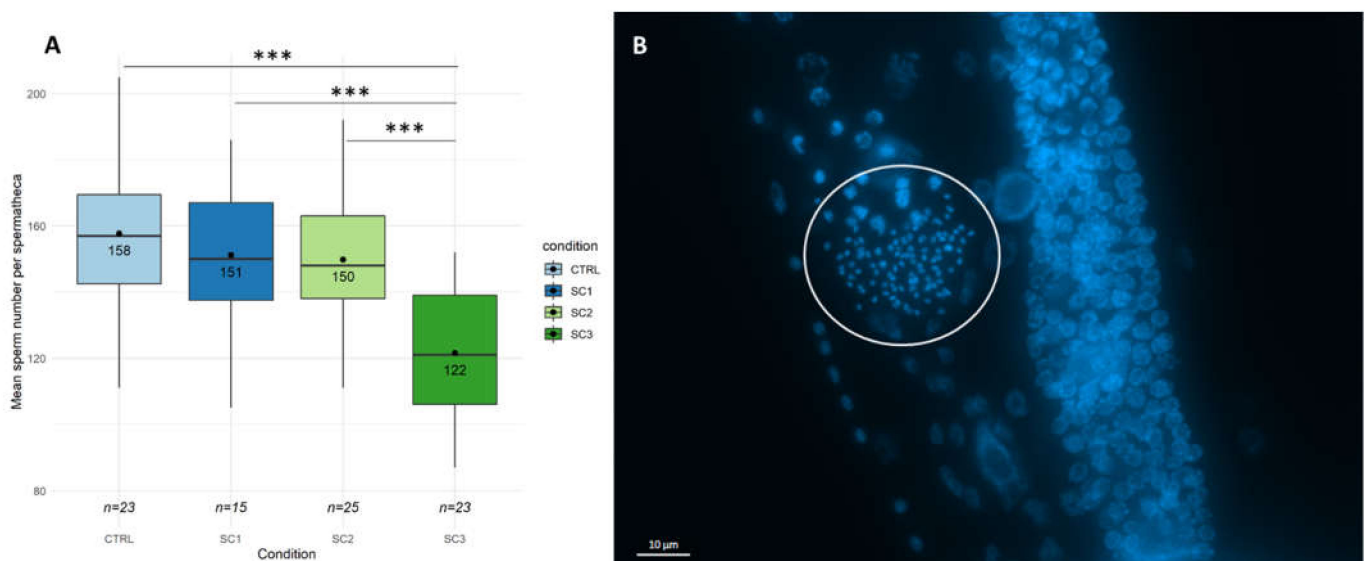 A
Mean sperm number per spermatheca
200
160
120
80
***
***
***
158
151
150
122
n=23
n=15
n=25
n=23
CTRL
SC1
SC2
SC3
Condition
condition
CTRL
SC1
SC2
SC3
B
10 µm